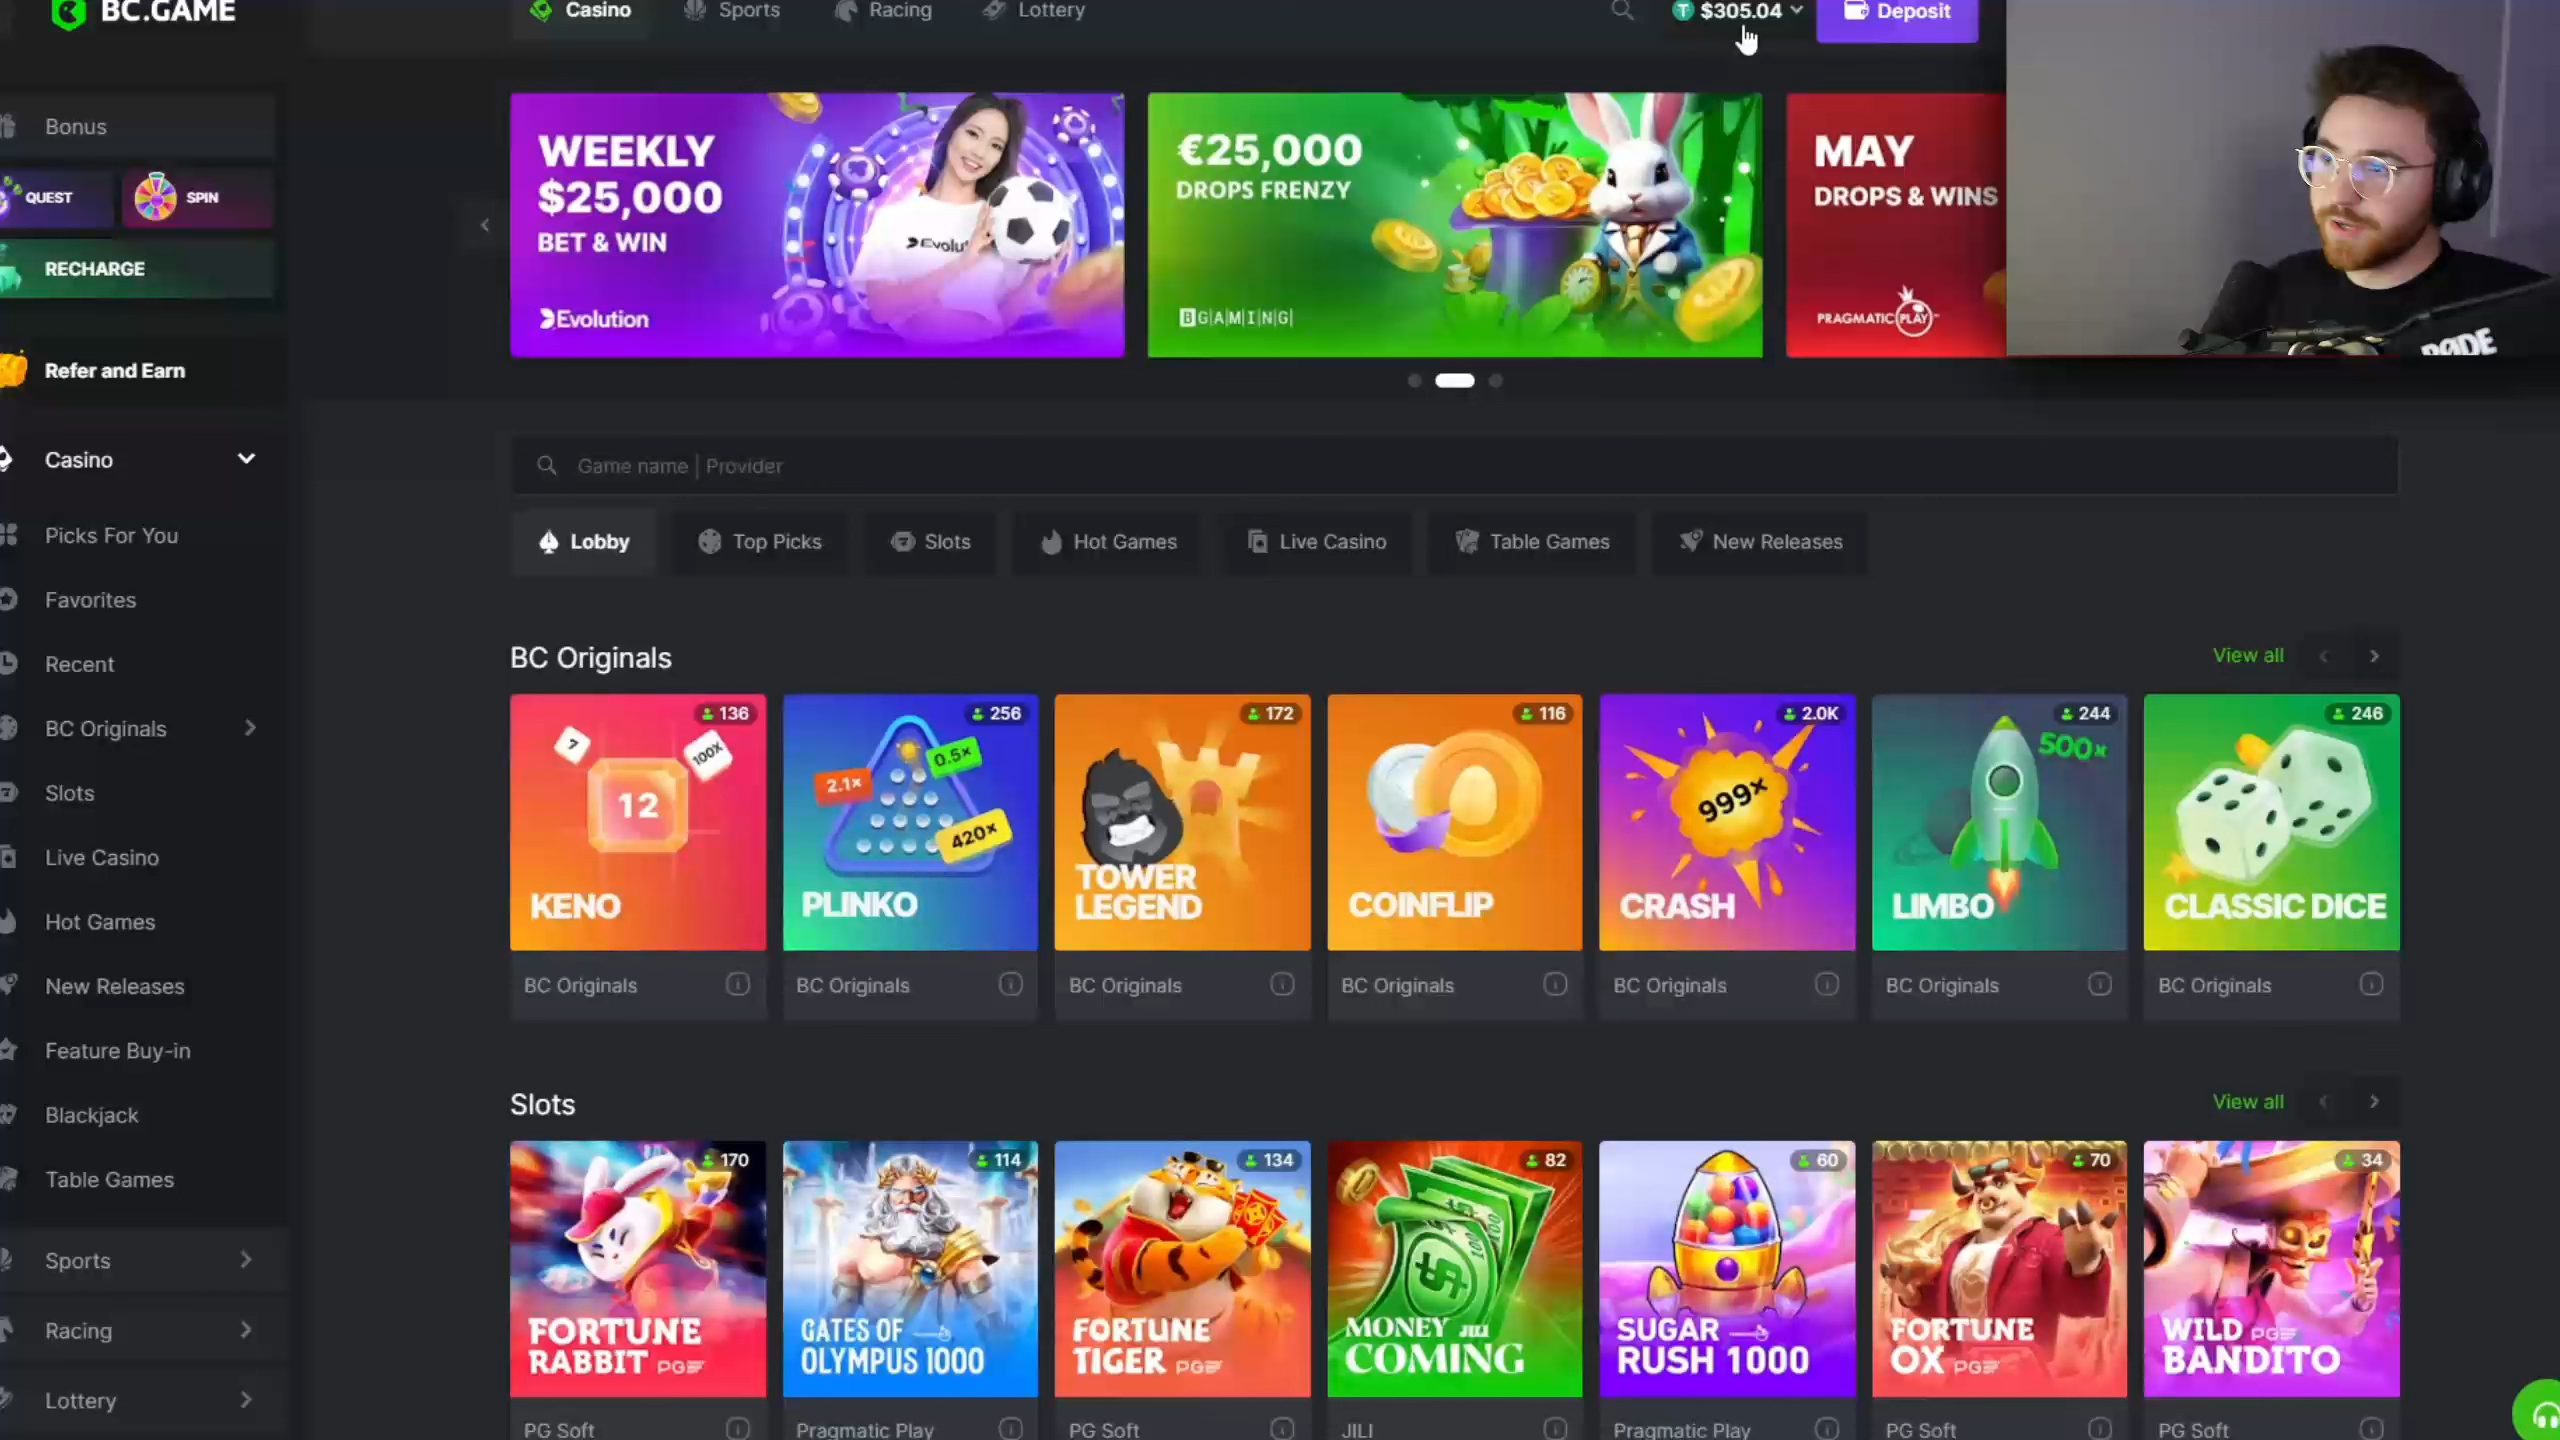 BC.GAME
Casino
Sports
Racing
Lottery
$305.04
Deposit
Bonus
QUEST
SPIN
RECHARGE
Refer and Earn
Casino
Picks For You
Favorites
Recent
BC Originals
Slots
Live Casino
Hot Games
New Releases
Feature Buy-in
Blackjack
Table Games
Sports
Racing
Lottery
WEEKLY
$25,000
BET & WIN
Evolution
€25,000
DROPS FRENZY
BGAMING
MAY
DROPS & WINS
PRAGMATIC PLAY
Game name | Provider
Lobby
Top Picks
Slots
Hot Games
Live Casino
Table Games
New Releases
BC Originals
View all
136
7
100X
12
KENO
BC Originals
256
2.1×
0.5×
420×
PLINKO
BC Originals
172
TOWER
LEGEND
BC Originals
116
COINFLIP
BC Originals
2.0K
999×
CRASH
BC Originals
244
500x
LIMBO
BC Originals
246
CLASSIC DICE
BC Originals
Slots
View all
170
FORTUNE
RABBIT PG
PG Soft
114
GATES OF
OLYMPUS 1000
Pragmatic Play
134
FORTUNE
TIGER PG
PG Soft
82
MONEY JILI
COMING
JILI
60
SUGAR
RUSH 1000
Pragmatic Play
70
FORTUNE
OX PG
PG Soft
34
WILD PG
BANDITO
PG Soft